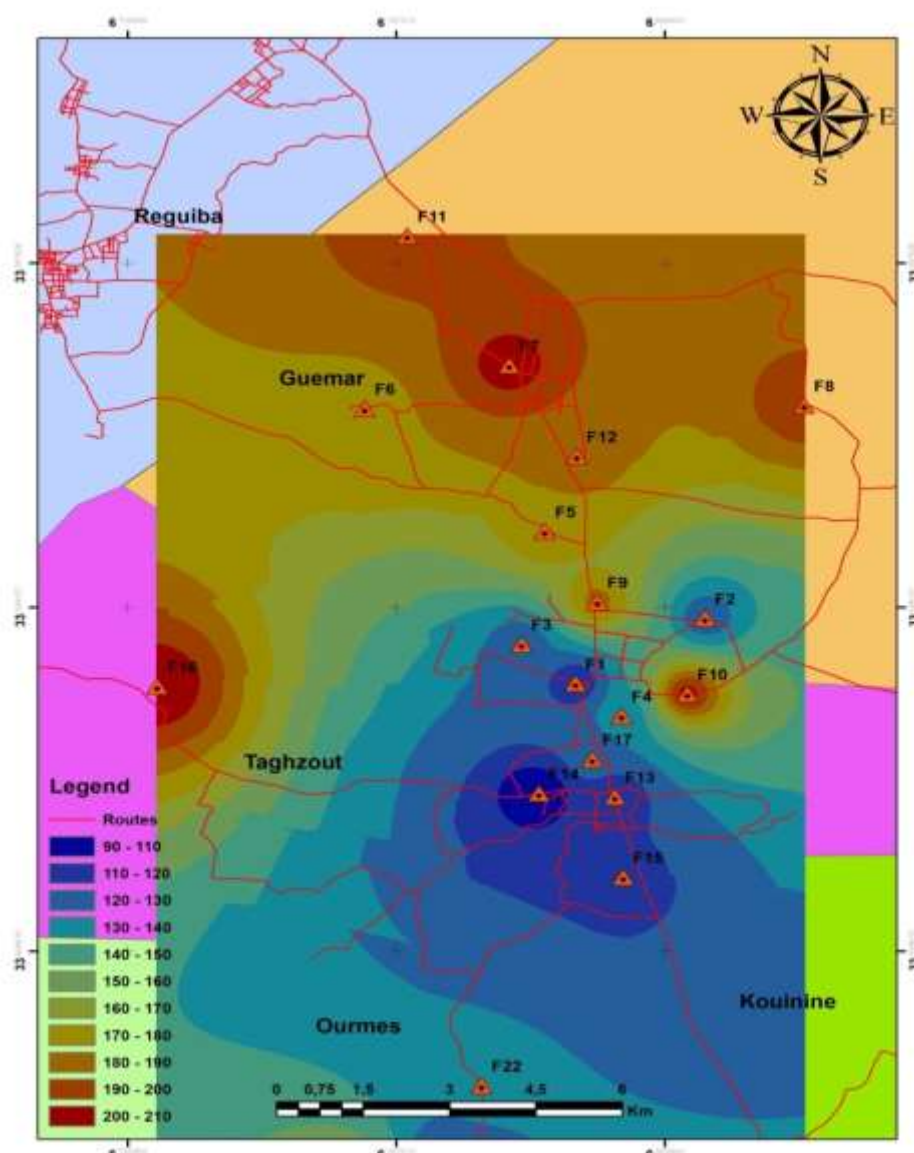 N
W E
S
Reguiba
F11
F7
Guemar
F6
F8
F12
F5
F9
F2
F3
F1
F10
F4
F17
Taghzout
F14
F13
F15
Legend
Routes
90 - 110
110 - 120
120 - 130
130 - 140
140 - 150
150 - 160
160 - 170
170 - 180
180 - 190
190 - 200
200 - 210
Kouinine
Ourmes
F22
0 0,75 1,5 3 4,5 6
Km